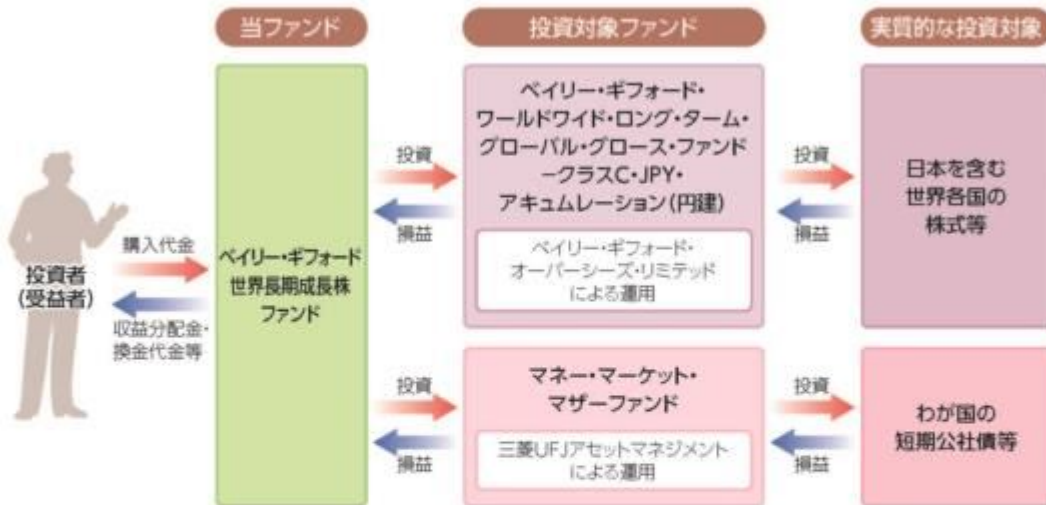 当ファンド
投資対象ファンド
実質的な投資対象
投資者
(受益者)
購入代金
収益分配金・
換金代金等
ベイリー・ギフォード
世界長期成長株
ファンド
投資
損益
ベイリー・ギフォード・
ワールドワイド・ロング・ターム・
グローバル・グロース・ファンド
－クラスC・JPY・
アキュムレーション(円建)
ベイリー・ギフォード・
オーバーシーズ・リミテッド
による運用
投資
損益
日本を含む
世界各国の
株式等
投資
損益
マネー・マーケット・
マザーファンド
三菱UFJアセットマネジメント
による運用
投資
損益
わが国の
短期公社債等